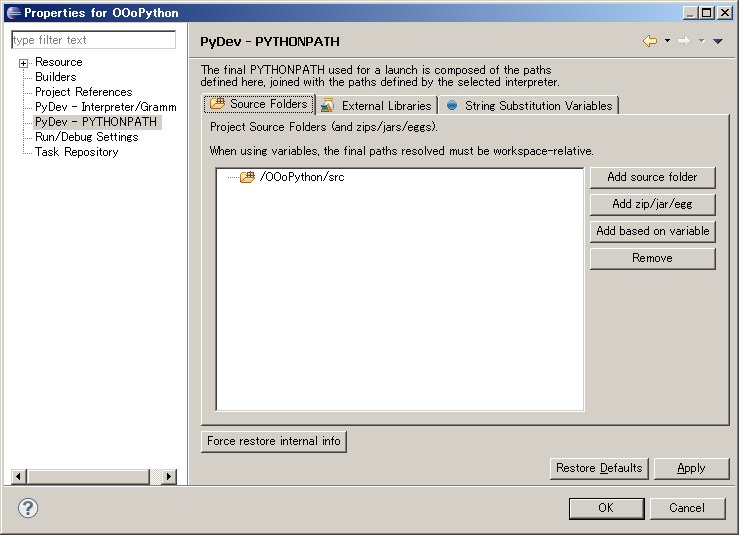 Properties for OOoPython
type filter text
Resource
Builders
Project References
PyDev - Interpreter/Gramm
PyDev - PYTHONPATH
Run/Debug Settings
Task Repository
PyDev - PYTHONPATH
The final PYTHONPATH used for a launch is composed of the paths
defined here, joined with the paths defined by the selected interpreter.
Source Folders
External Libraries
String Substitution Variables
Project Source Folders (and zips/jars/eggs).
When using variables, the final paths resolved must be workspace-relative.
/OOoPython/src
Add source folder
Add zip/jar/egg
Add based on variable
Remove
Force restore internal info
Restore Defaults
Apply
?
OK
Cancel